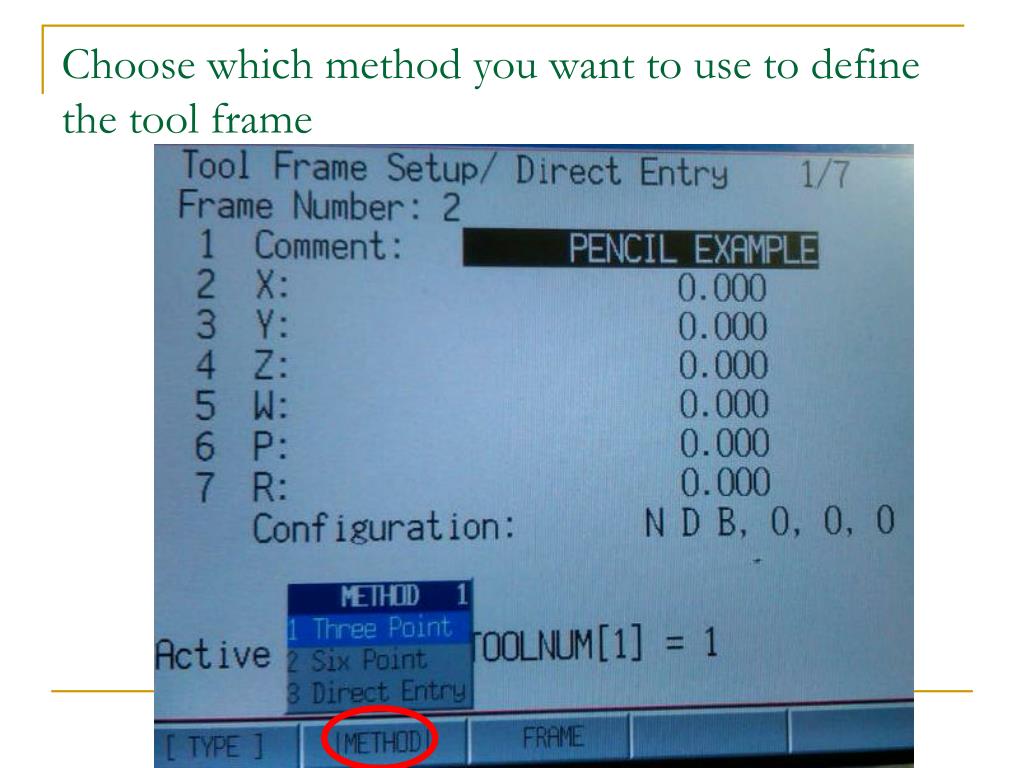 Choose which method you want to use to define
the tool frame
Tool Frame Setup/ Direct Entry 1/7
Frame Number: 2
1 Comment: PENCIL EXAMPLE
2 X: 0.000
3 Y: 0.000
4 Z: 0.000
5 W: 0.000
6 P: 0.000
7 R: 0.000
Configuration: N D B, 0, 0, 0
METHOD 1
1 Three Point
2 Six Point
3 Direct Entry
Active TOOLNUM[1] = 1
[ TYPE ] METHOD FRAME